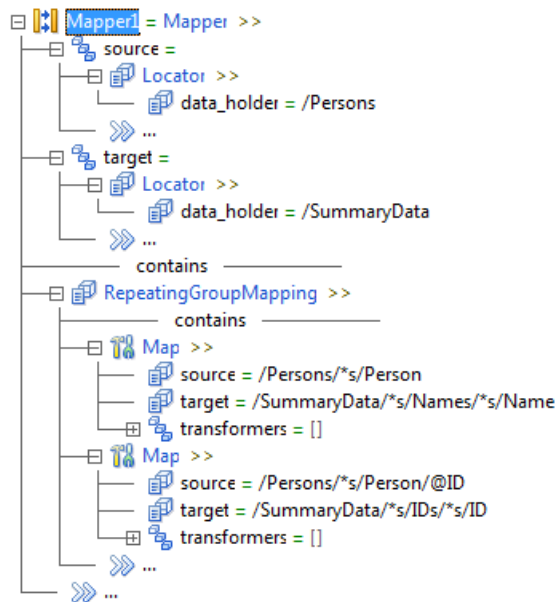 Mapper1 = Mapper >>
source =
Locator >>
data_holder = /Persons
...
target =
Locator >>
data_holder = /SummaryData
...
contains
RepeatingGroupMapping >>
contains
Map >>
source = /Persons/*s/Person
target = /SummaryData/*s/Names/*s/Name
transformers = []
Map >>
source = /Persons/*s/Person/@ID
target = /SummaryData/*s/IDs/*s/ID
transformers = []
...
...